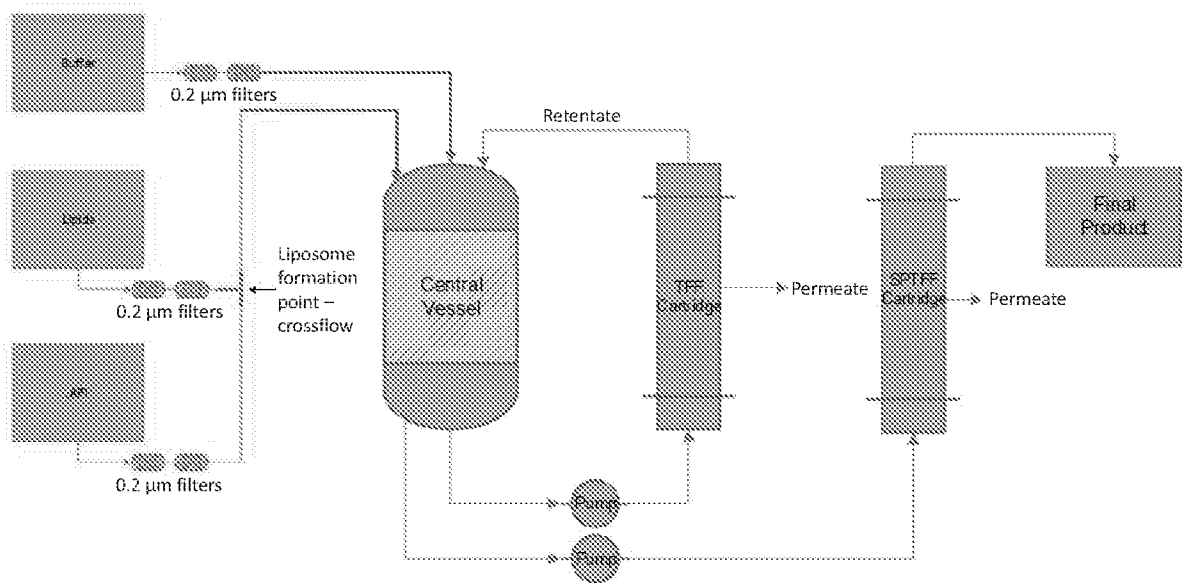 Buffer
0.2 µm filters
Retentate
Lipids
Liposome
formation
point –
crossflow
0.2 µm filters
Central
Vessel
TFF
Cartridge
Permeate
SPTFF
Cartridge
Permeate
Final
Product
API
0.2 µm filters
Pump
Pump